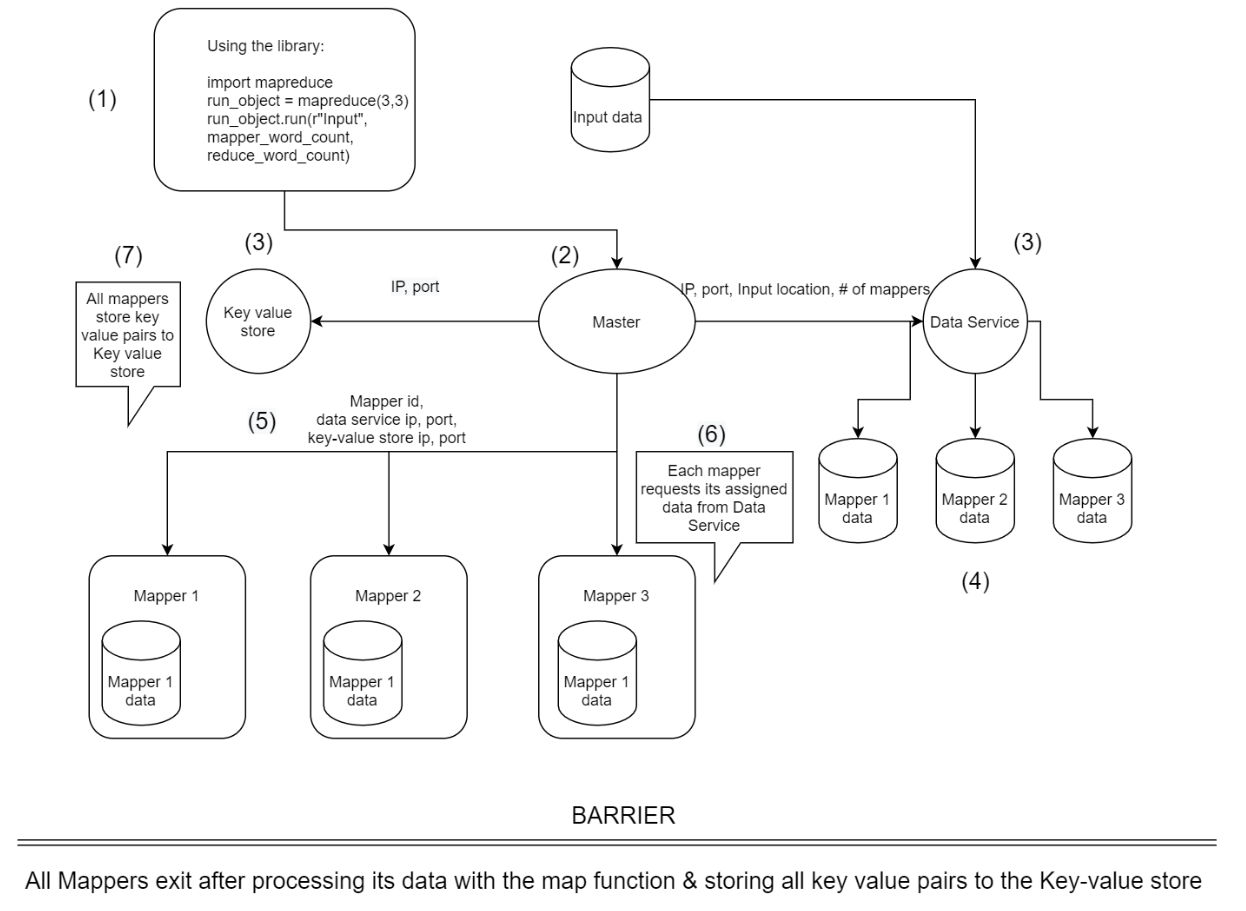 Using the library:
import mapreduce
run_object = mapreduce(3,3)
run_object.run(r"Input",
mapper_word_count,
reduce_word_count)
(1)
Input data
(7)
(3)
(2)
(3)
All mappers
store key
value pairs to
Key value
store
Key value
store
IP, port
Master
IP, port, Input location, # of mappers
Data Service
(5)
Mapper id,
data service ip, port,
key-value store ip, port
(6)
Each mapper
requests its assigned
data from Data
Service
Mapper 1
data
Mapper 2
data
Mapper 3
data
(4)
Mapper 1
Mapper 1
data
Mapper 2
Mapper 1
data
Mapper 3
Mapper 1
data
BARRIER
All Mappers exit after processing its data with the map function & storing all key value pairs to the Key-value store